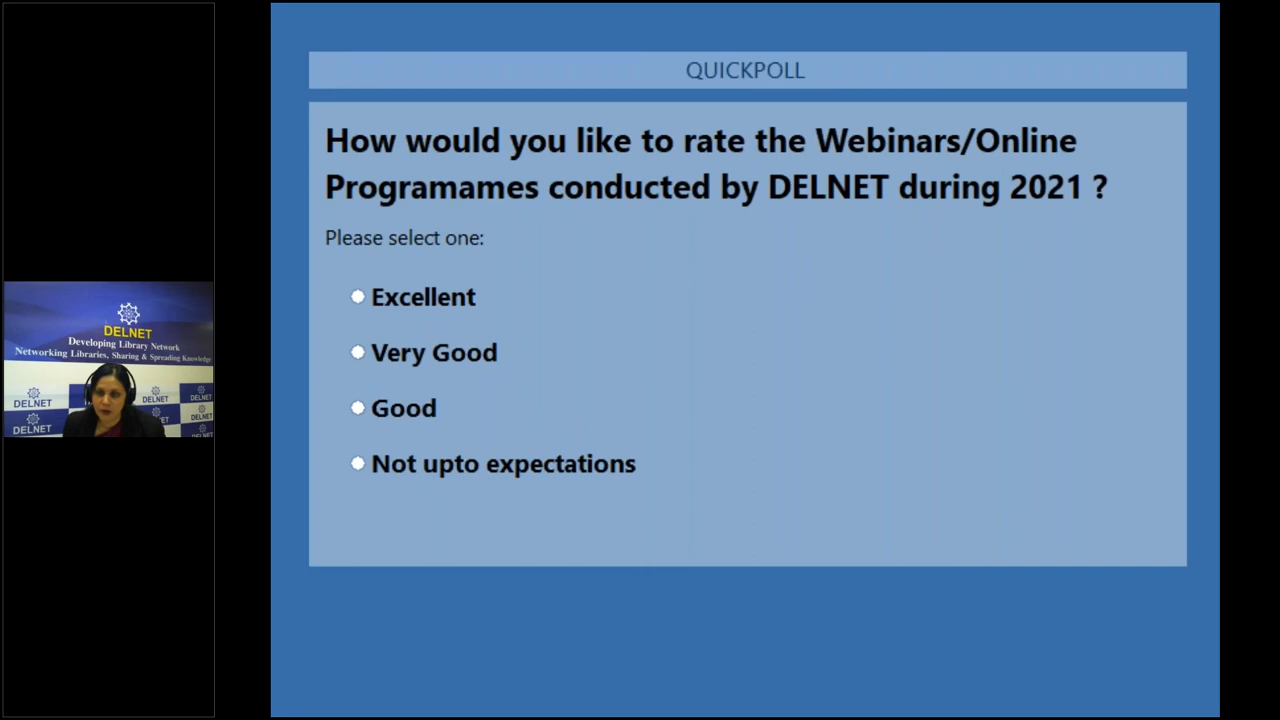 QUICKPOLL
How would you like to rate the Webinars/Online
Programames conducted by DELNET during 2021 ?
Please select one:
Excellent
Very Good
Good
Not upto expectations
DELNET
Developing Library Network
Networking Libraries, Sharing & Spreading Knowledge
DELNET
DELNET
DELNET
DELNET
DELNET